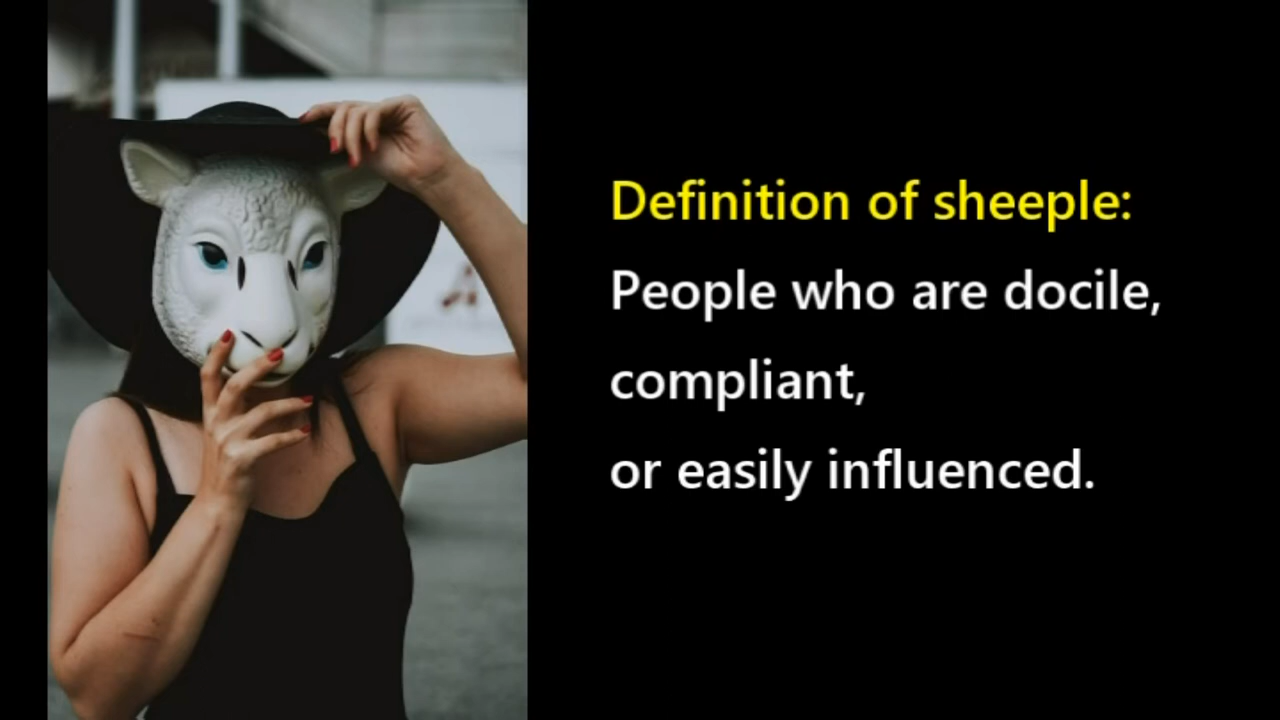 Definition of sheeple:
People who are docile,
compliant,
or easily influenced.